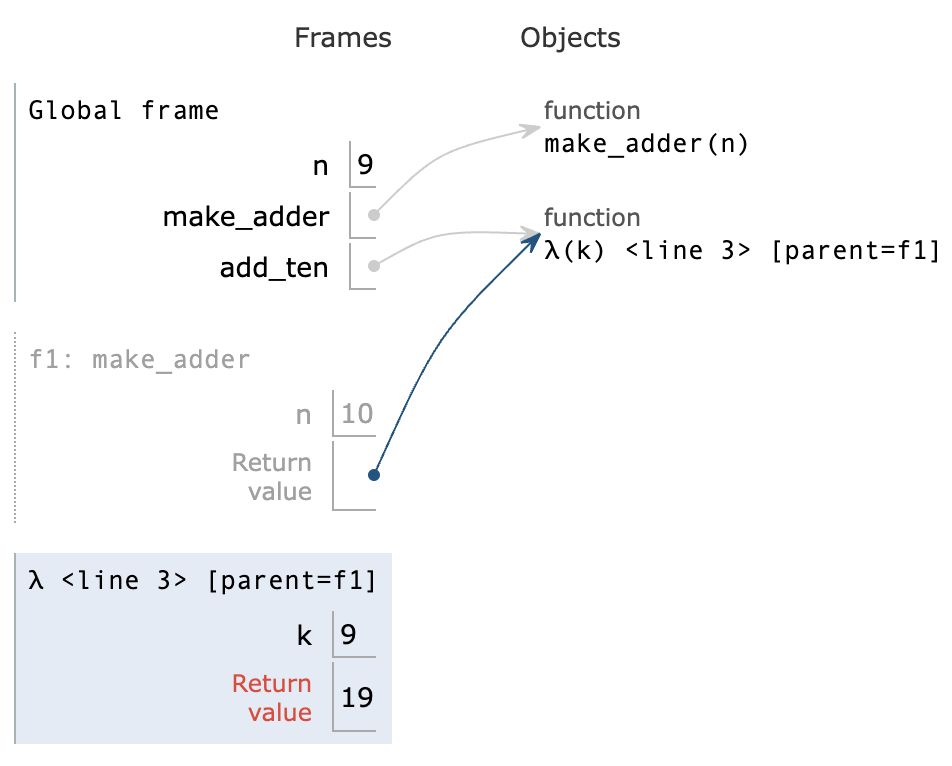 Frames Objects
Global frame
n 9
make_adder
add_ten
function
make_adder(n)
function
λ(k) <line 3> [parent=f1]
f1: make_adder
n 10
Return
value
λ <line 3> [parent=f1]
k 9
Return
value
19